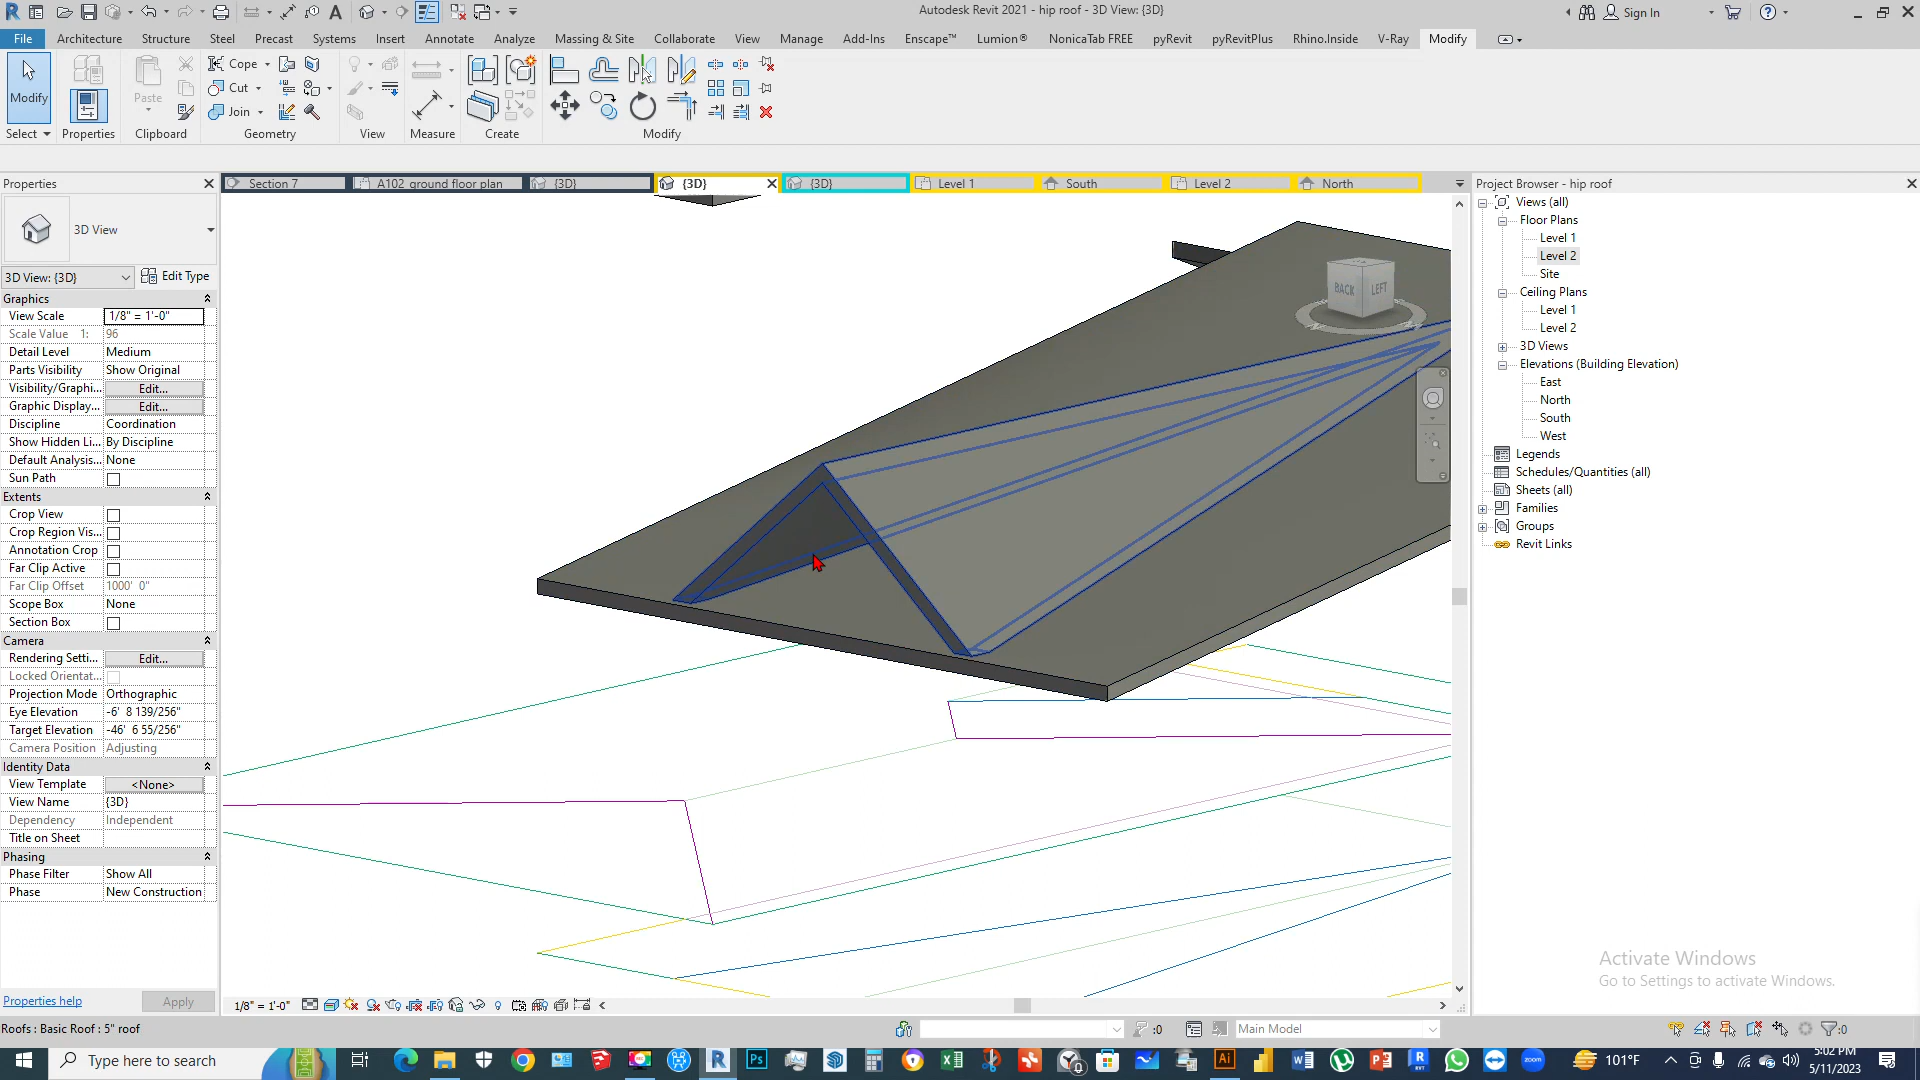 Autodesk Revit 2021 - hip roof - 3D View: {3D}
Sign In
File Architecture Structure Steel Precast Systems Insert Annotate Analyze Massing & Site Collaborate View Manage Add-Ins Enscape™ Lumion® NonicaTab FREE pyRevit pyRevitPlus Rhino.Inside V-Ray Modify
Modify
Paste
Cope
Cut
Join
Select Properties Clipboard Geometry View Measure Create Modify
Properties
3D View
3D View: {3D} Edit Type
Graphics
View Scale 1/8" = 1'-0"
Scale Value 1: 96
Detail Level Medium
Parts Visibility Show Original
Visibility/Graphi... Edit...
Graphic Display... Edit...
Discipline Coordination
Show Hidden Li... By Discipline
Default Analysis... None
Sun Path
Extents
Crop View
Crop Region Vis...
Annotation Crop
Far Clip Active
Far Clip Offset 1000' 0"
Scope Box None
Section Box
Camera
Rendering Setti... Edit...
Locked Orientat...
Projection Mode Orthographic
Eye Elevation -6' 8 139/256"
Target Elevation -46' 6 55/256"
Camera Position Adjusting
Identity Data
View Template <None>
View Name {3D}
Dependency Independent
Title on Sheet
Phasing
Phase Filter Show All
Phase New Construction
Properties help Apply
Section 7 A102 ground floor plan {3D} {3D} {3D} Level 1 South Level 2 North
BACK LEFT
Project Browser - hip roof
Views (all)
Floor Plans
Level 1
Level 2
Site
Ceiling Plans
Level 1
Level 2
3D Views
Elevations (Building Elevation)
East
North
South
West
Legends
Schedules/Quantities (all)
Sheets (all)
Families
Groups
Revit Links
Activate Windows
Go to Settings to activate Windows.
1/8" = 1'-0"
Roofs : Basic Roof : 5" roof
:0
Main Model
:0
Type here to search
101°F
5:02 PM
5/11/2023